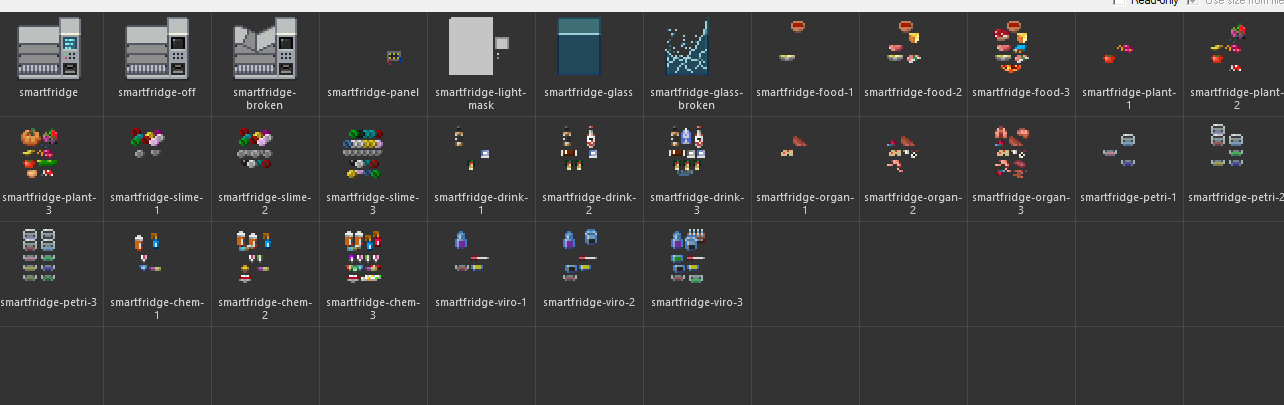 Read-only
Use size from file
smartfridge
smartfridge-off
smartfridge-
broken
smartfridge-panel
smartfridge-light-
mask
smartfridge-glass
smartfridge-glass-
broken
smartfridge-food-1
smartfridge-food-2
smartfridge-food-3
smartfridge-plant-
1
smartfridge-plant-
2
smartfridge-plant-
3
smartfridge-slime-
1
smartfridge-slime-
2
smartfridge-slime-
3
smartfridge-drink-
1
smartfridge-drink-
2
smartfridge-drink-
3
smartfridge-organ-
1
smartfridge-organ-
2
smartfridge-organ-
3
smartfridge-petri-1
smartfridge-petri-2
smartfridge-petri-3
smartfridge-chem-
1
smartfridge-chem-
2
smartfridge-chem-
3
smartfridge-viro-1
smartfridge-viro-2
smartfridge-viro-3